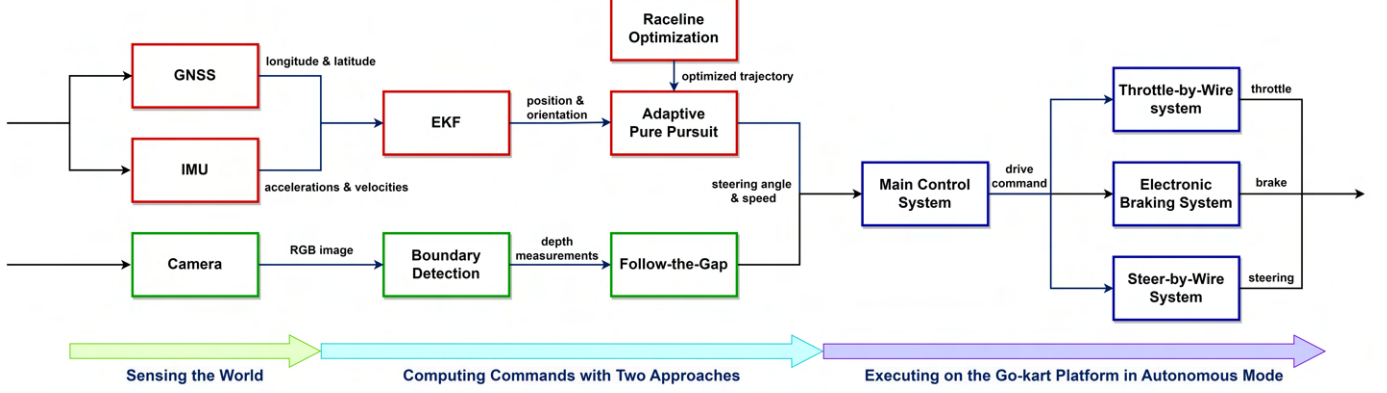 Raceline
Optimization
GNSS
longitude & latitude
optimized trajectory
IMU
accelerations & velocities
EKF
position &
orientation
Adaptive
Pure Pursuit
steering angle
& speed
Camera
RGB image
Boundary
Detection
depth
measurements
Follow-the-Gap
Main Control
System
drive
command
Throttle-by-Wire
system
throttle
Electronic
Braking System
brake
Steer-by-Wire
System
steering
Sensing the World
Computing Commands with Two Approaches
Executing on the Go-kart Platform in Autonomous Mode